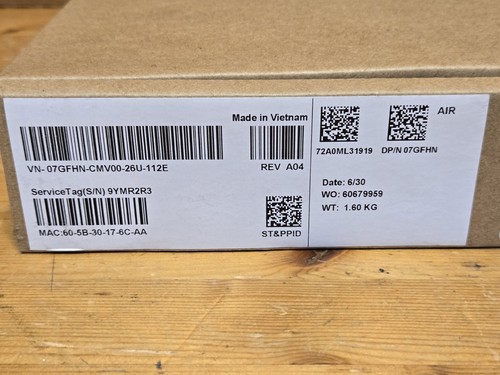 Made in Vietnam
VN- 07GFHN-CMV00-26U-112E
REV A04
ServiceTag(S/N) 9YMR2R3
MAC:60-5B-30-17-6C-AA
ST&PPID
AIR
72A0ML31919
DP/N 07GFHN
Date: 6/30
WO: 60679959
WT: 1.60 KG